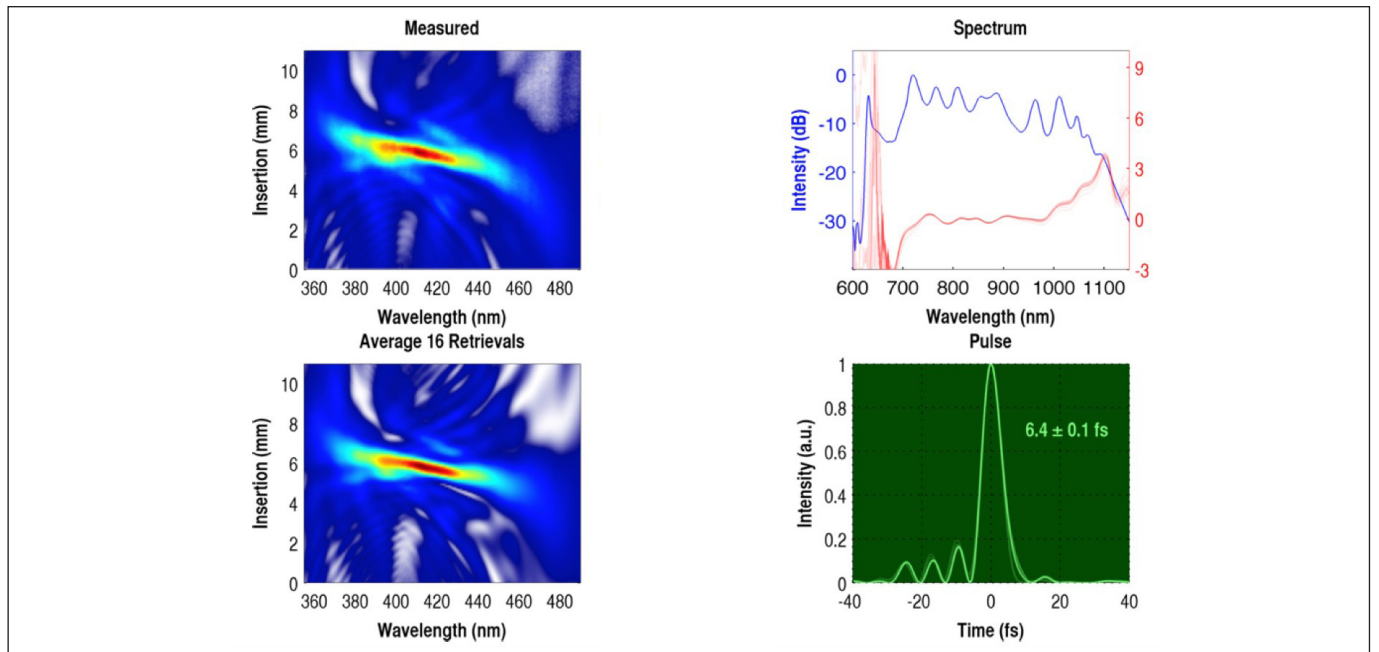 Measured
10
8
6
4
2
0
Insertion (mm)
360 380 400 420 440 460 480
Wavelength (nm)
Spectrum
0
-10
-20
-30
Intensity (dB)
9
6
3
0
-3
600 700 800 900 1000 1100
Wavelength (nm)
Average 16 Retrievals
10
8
6
4
2
0
Insertion (mm)
360 380 400 420 440 460 480
Wavelength (nm)
Pulse
1
0.8
0.6
0.4
0.2
0
Intensity (a.u.)
6.4 ± 0.1 fs
-40 -20 0 20 40
Time (fs)